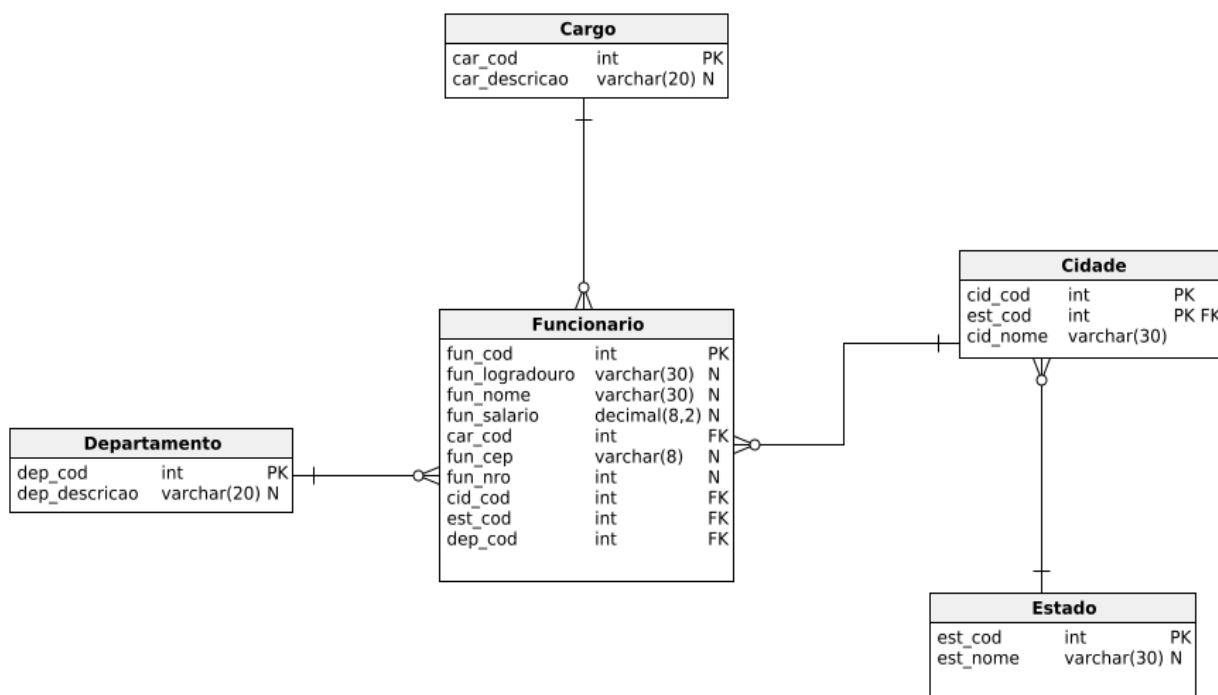 Cargo
car_cod int PK
car_descricao varchar(20) N
Cidade
cid_cod int PK
est_cod int PK FK
cid_nome varchar(30)
Funcionario
fun_cod int PK
fun_logradouro varchar(30) N
fun_nome varchar(30) N
fun_salario decimal(8,2) N
car_cod int FK
fun_cep varchar(8) N
fun_nro int N
cid_cod int FK
est_cod int FK
dep_cod int FK
Departamento
dep_cod int PK
dep_descricao varchar(20) N
Estado
est_cod int PK
est_nome varchar(30) N